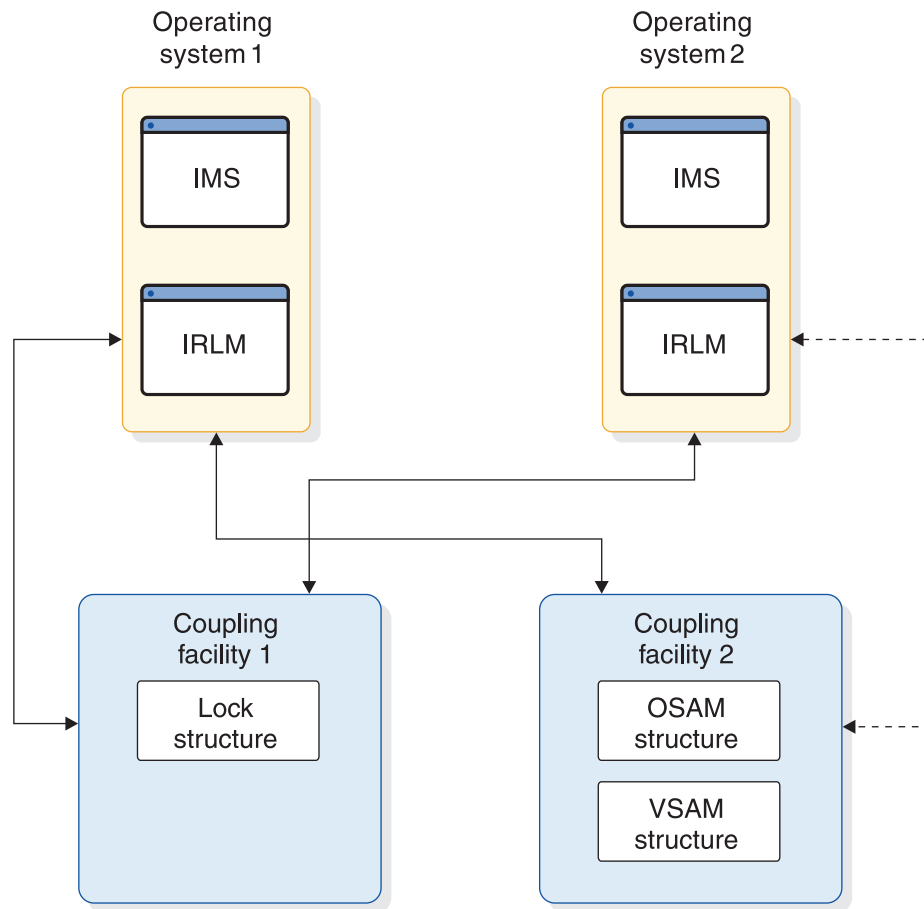 Operating
system 1
Operating
system 2
IMS
IMS
IRLM
IRLM
Coupling
facility 1
Coupling
facility 2
Lock
structure
OSAM
structure
VSAM
structure